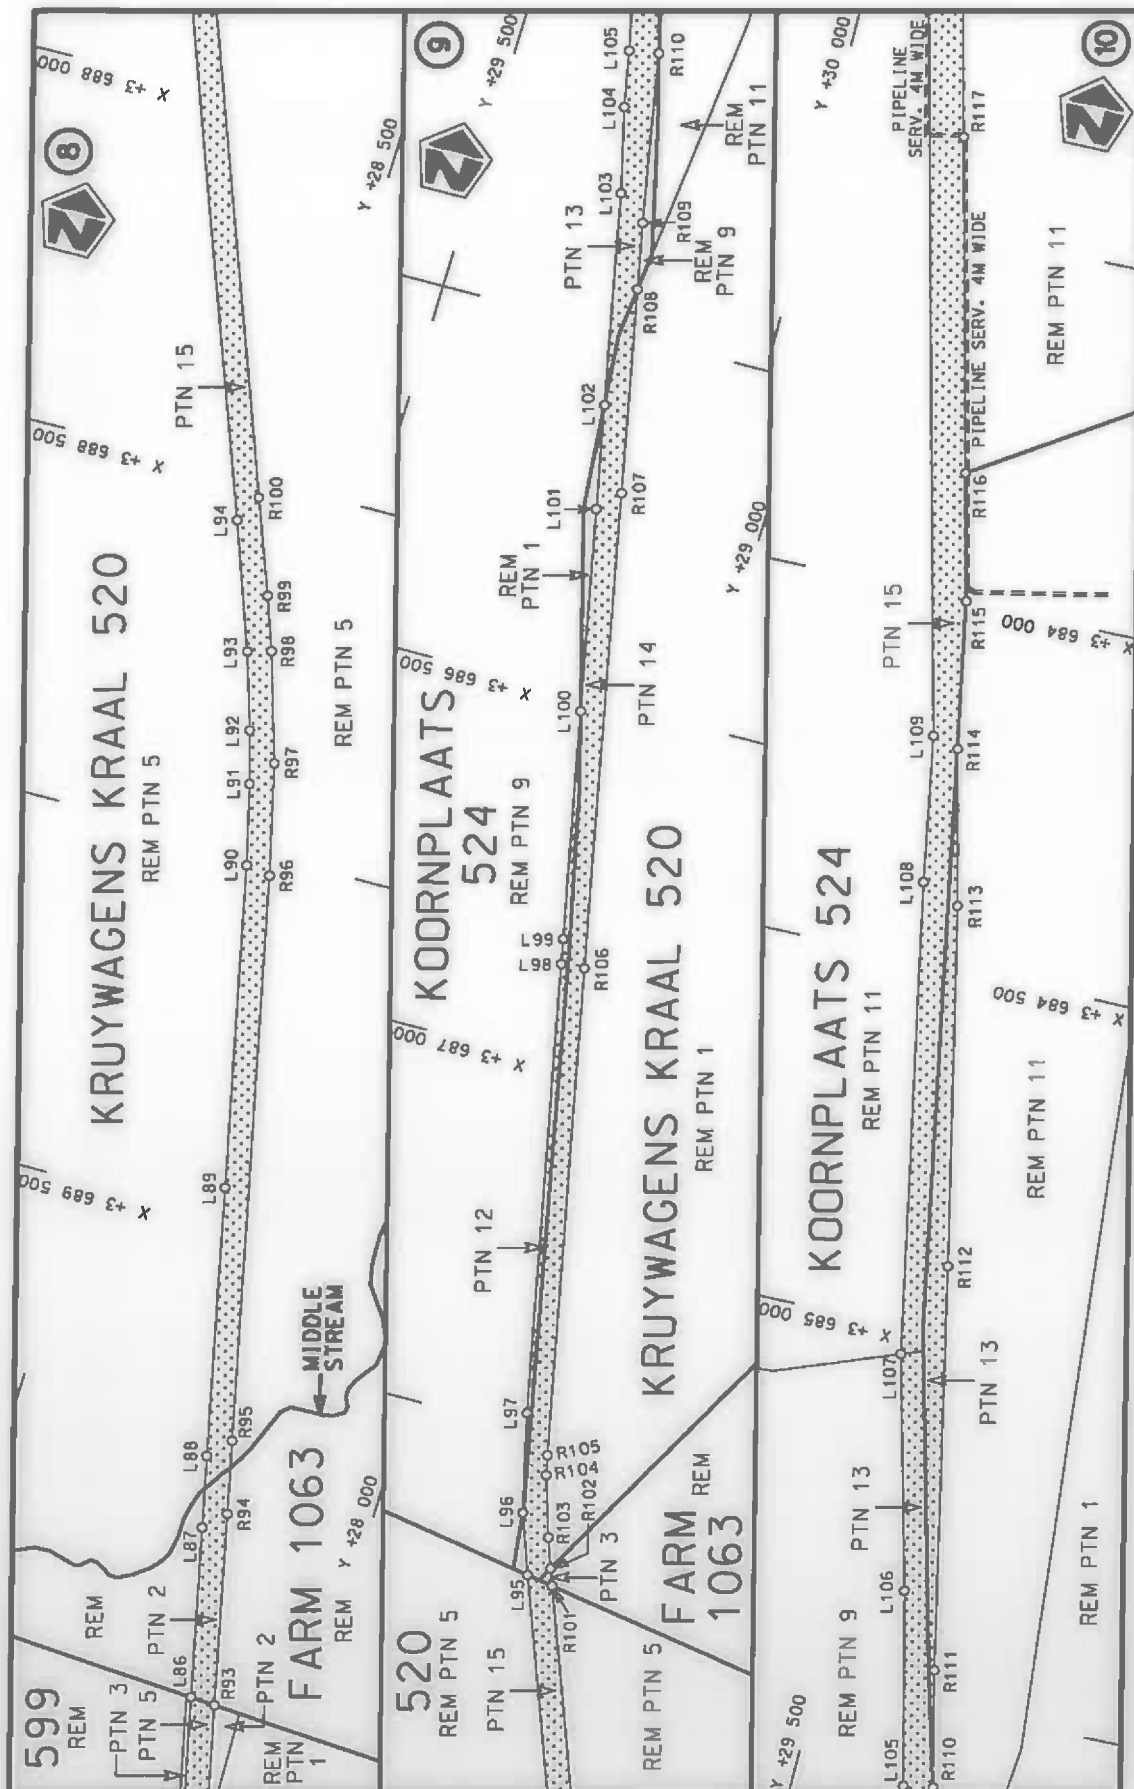 8
X +3 688 000
X +3 688 500
X +3 689 500
Y +28 500
Y +28 000
KRUYWAGENS KRAAL 520
REM PTN 5
PTN 15
L94
R100
L93
R99
R98
L92
L91
R97
L90
R96
REM PTN 5
L89
MIDDLE
STREAM
L88
R95
L87
R94
REM
PTN 2
L86
R93
599
REM
PTN 3
PTN 5
PTN 2
REM
PTN
1
FARM 1063
REM
9
Y +29 500
Y +29 000
X +3 686 500
X +3 687 000
L105
R110
L104
REM
PTN 11
L103
PTN 13
R109
REM
PTN 9
R108
L102
L101
R107
REM
PTN 1
PTN 14
L100
KOORNPLAATS
524
REM PTN 9
L99
L98
R106
KRUYWAGENS KRAAL 520
REM PTN 1
PTN 12
L97
R105
R104
L96
R103
R102
PTN 3
L95
R101
FARM
1063
REM
520
REM PTN 5
PTN 15
REM PTN 5
10
Y +30 000
Y +29 500
X +3 684 000
X +3 684 500
X +3 685 000
PIPELINE
SERV. 4M WIDE
R117
PIPELINE SERV. 4M WIDE
REM PTN 11
R116
R115
PTN 15
L109
R114
L108
R113
KOORNPLAATS 524
REM PTN 11
REM PTN 11
R112
L107
PTN 13
PTN 13
L106
R111
REM PTN 9
REM PTN 1
L105
R110